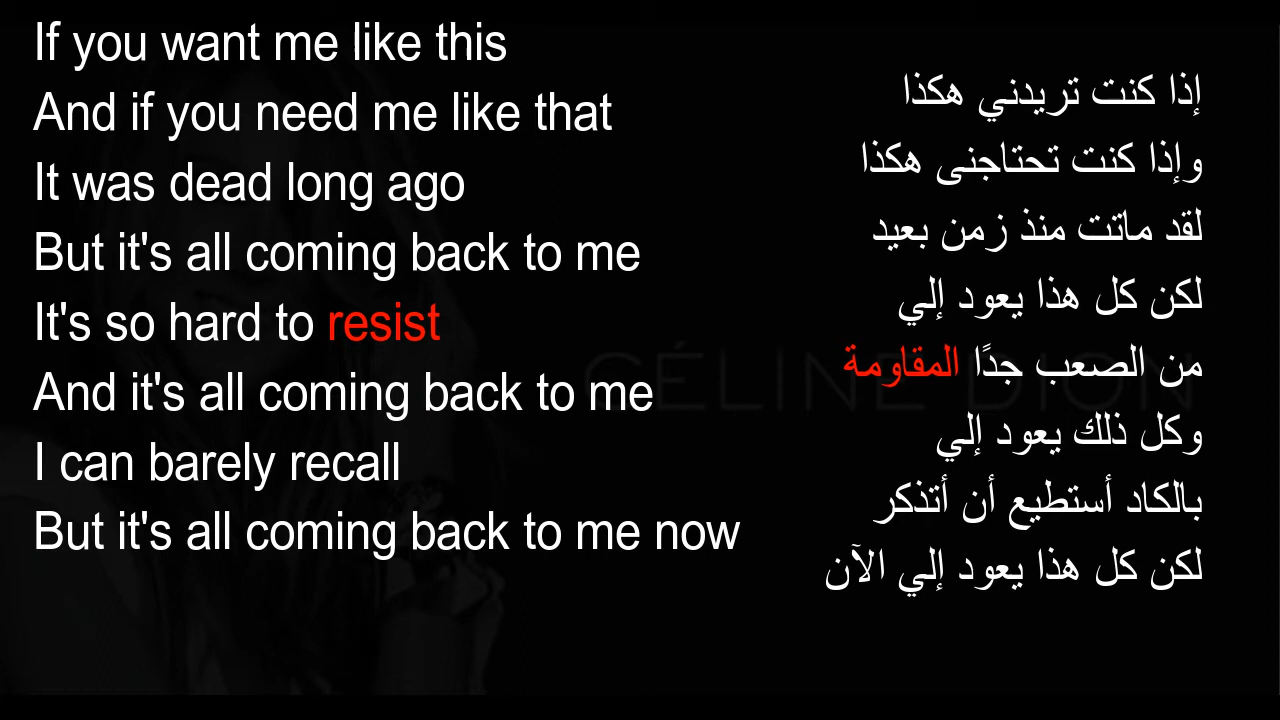 If you want me like this
And if you need me like that
It was dead long ago
But it's all coming back to me
It's so hard to resist
And it's all coming back to me
I can barely recall
But it's all coming back to me now
إذا كنت تريدني هكذا
وإذا كنت تحتاجنى هكذا
لقد ماتت منذ زمن بعيد
لكن كل هذا يعود إلي
من الصعب جدًا المقاومة
وكل ذلك يعود إلي
بالكاد أستطيع أن أتذكر
لكن كل هذا يعود إلي الآن
CÉLINE DION